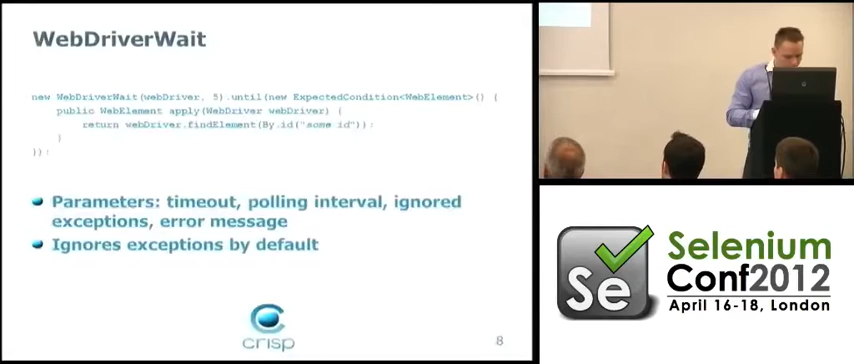 WebDriverWait
new WebDriverWait(webDriver, 5).until(new ExpectedCondition<WebElement>() {
public WebElement apply(WebDriver webDriver) {
return webDriver.findElement(By.id("some id"));
}
});
Parameters: timeout, polling interval, ignored
exceptions, error message
Ignores exceptions by default
crisp
8
Se
Selenium
Conf2012
April 16-18, London